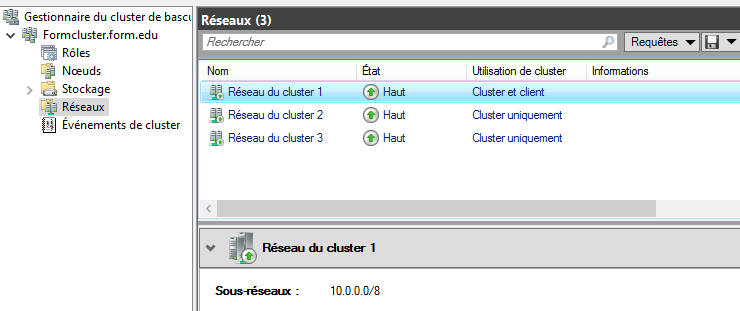 Gestionnaire du cluster de bascu
Formcluster.form.edu
Rôles
Nœuds
Stockage
Réseaux
Événements de cluster
Réseaux (3)
Rechercher
Requêtes
Nom État Utilisation de cluster Informations
Réseau du cluster 1 Haut Cluster et client
Réseau du cluster 2 Haut Cluster uniquement
Réseau du cluster 3 Haut Cluster uniquement
Réseau du cluster 1
Sous-réseaux : 10.0.0.0/8